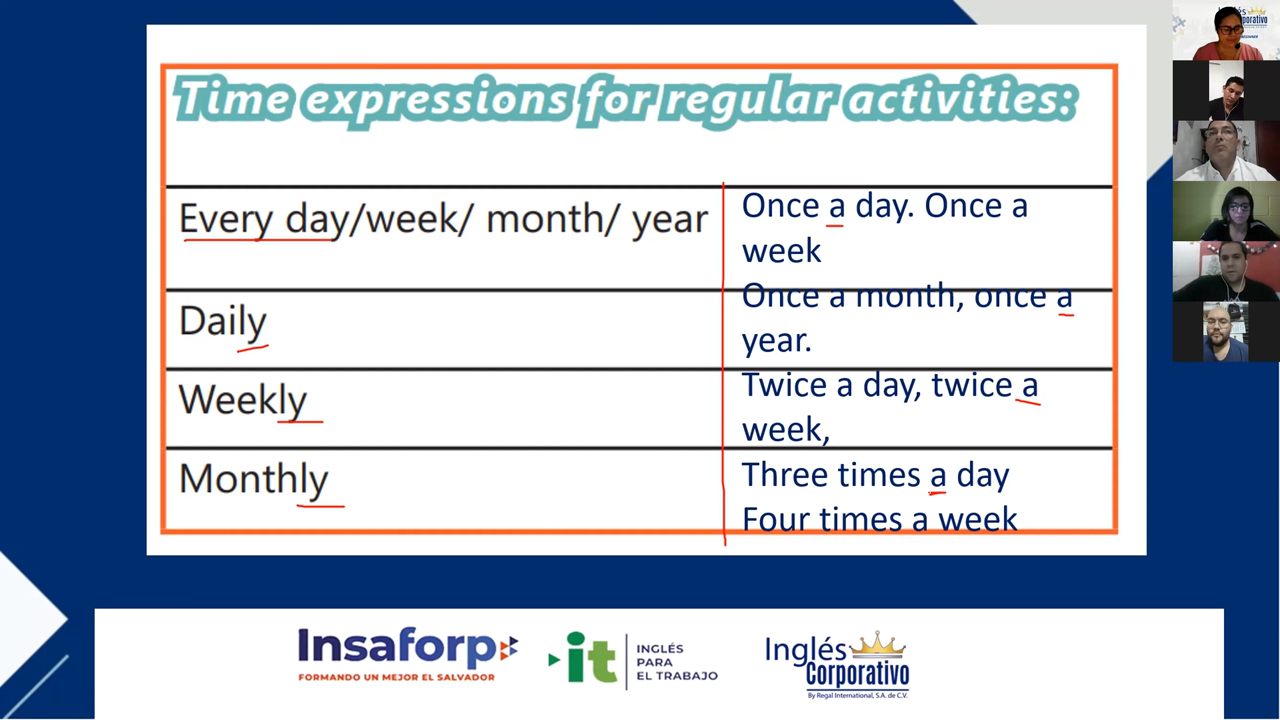 Time expressions for regular activities:
Every day/week/ month/ year
Once a day. Once a
week
Daily
Once a month, once a
year.
Weekly
Twice a day, twice a
week,
Monthly
Three times a day
Four times a week
Insaforp
FORMANDO UN MEJOR EL SALVADOR
it
INGLÉS
PARA
EL TRABAJO
Inglés
Corporativo
By Regal International, S.A. de C.V.